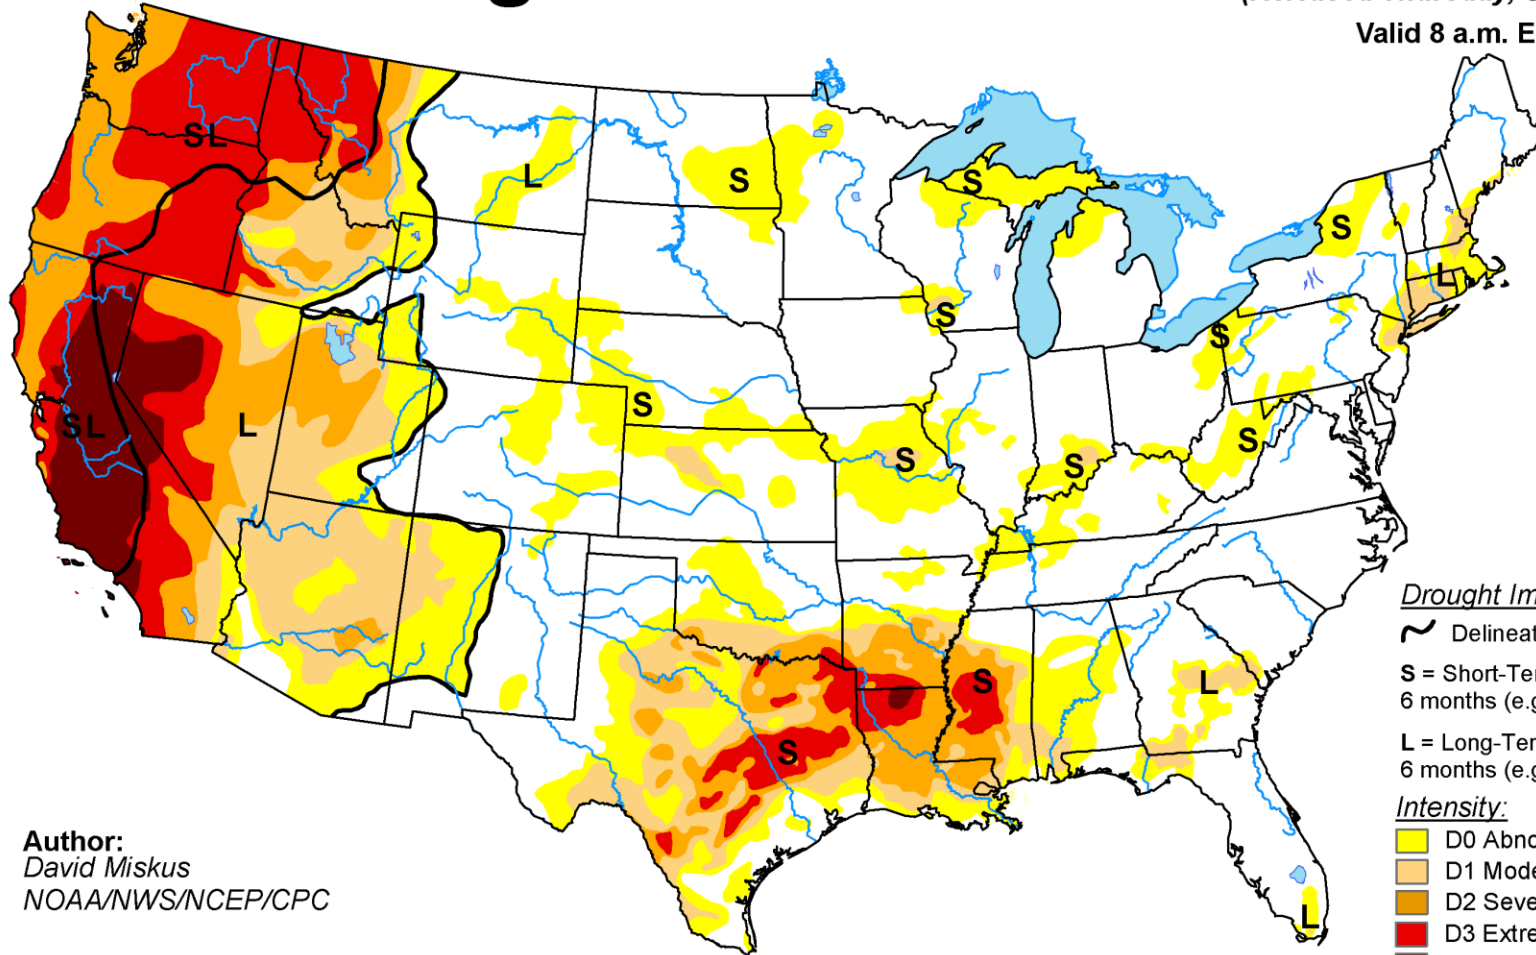 Valid 8 a.m. E
SL
L
S
S
S
L
S
S
L
S
SL
L
S
S
S
S
S
L
S
L
Drought Im
Delineat
S = Short-Ter
6 months (e.g
L = Long-Ter
6 months (e.g
Intensity:
D0 Abno
D1 Mode
D2 Seve
D3 Extre
Author:
David Miskus
NOAA/NWS/NCEP/CPC